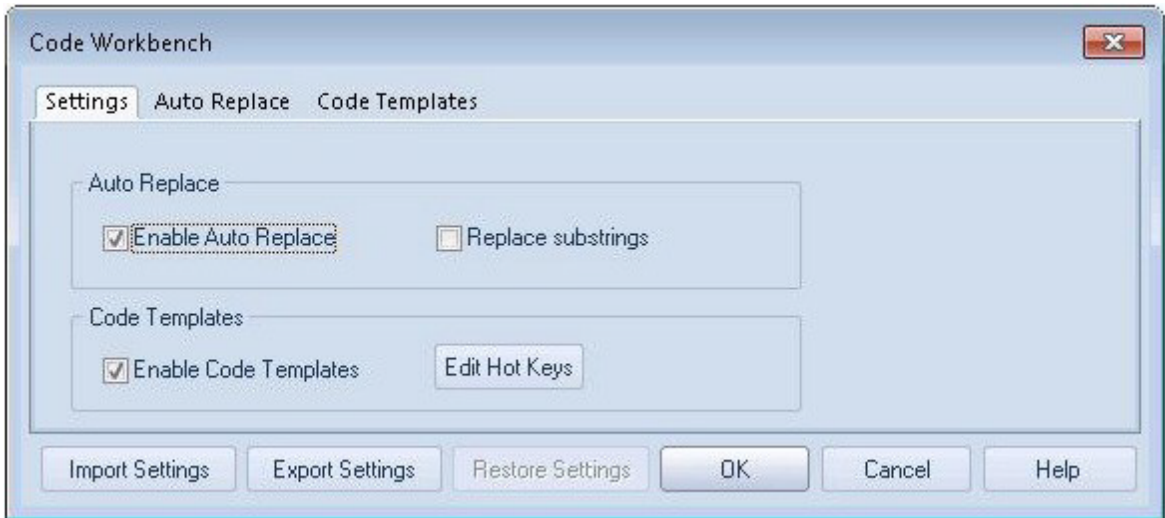 Code Workbench
Settings Auto Replace Code Templates
Auto Replace
Enable Auto Replace Replace substrings
Code Templates
Enable Code Templates Edit Hot Keys
Import Settings Export Settings Restore Settings OK Cancel Help